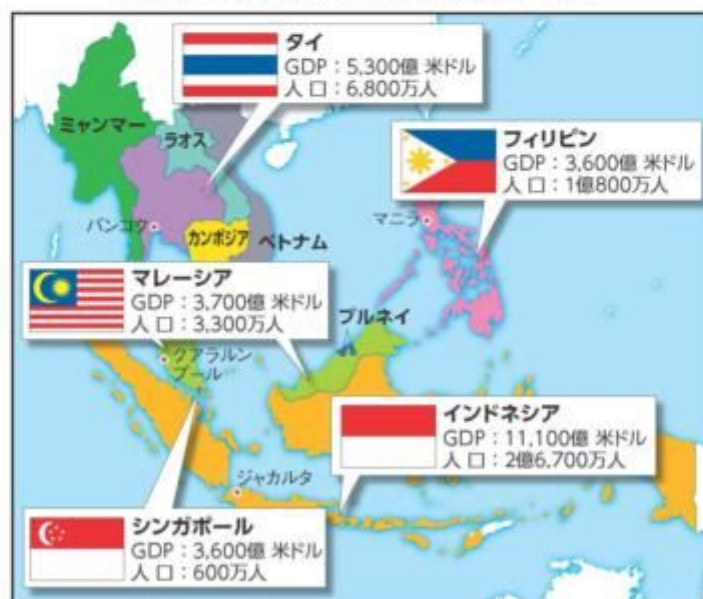 タイ
GDP：5,300億 米ドル
人 口：6,800万人
ミャンマー
ラオス
フィリピン
GDP：3,600億 米ドル
人 口：1億800万人
バンコク
カンボジア
ベトナム
マニラ
マレーシア
GDP：3,700億 米ドル
人 口：3,300万人
ブルネイ
クアラルン
プール
インドネシア
GDP：11,100億 米ドル
人 口：2億6,700万人
ジャカルタ
シンガポール
GDP：3,600億 米ドル
人 口：600万人